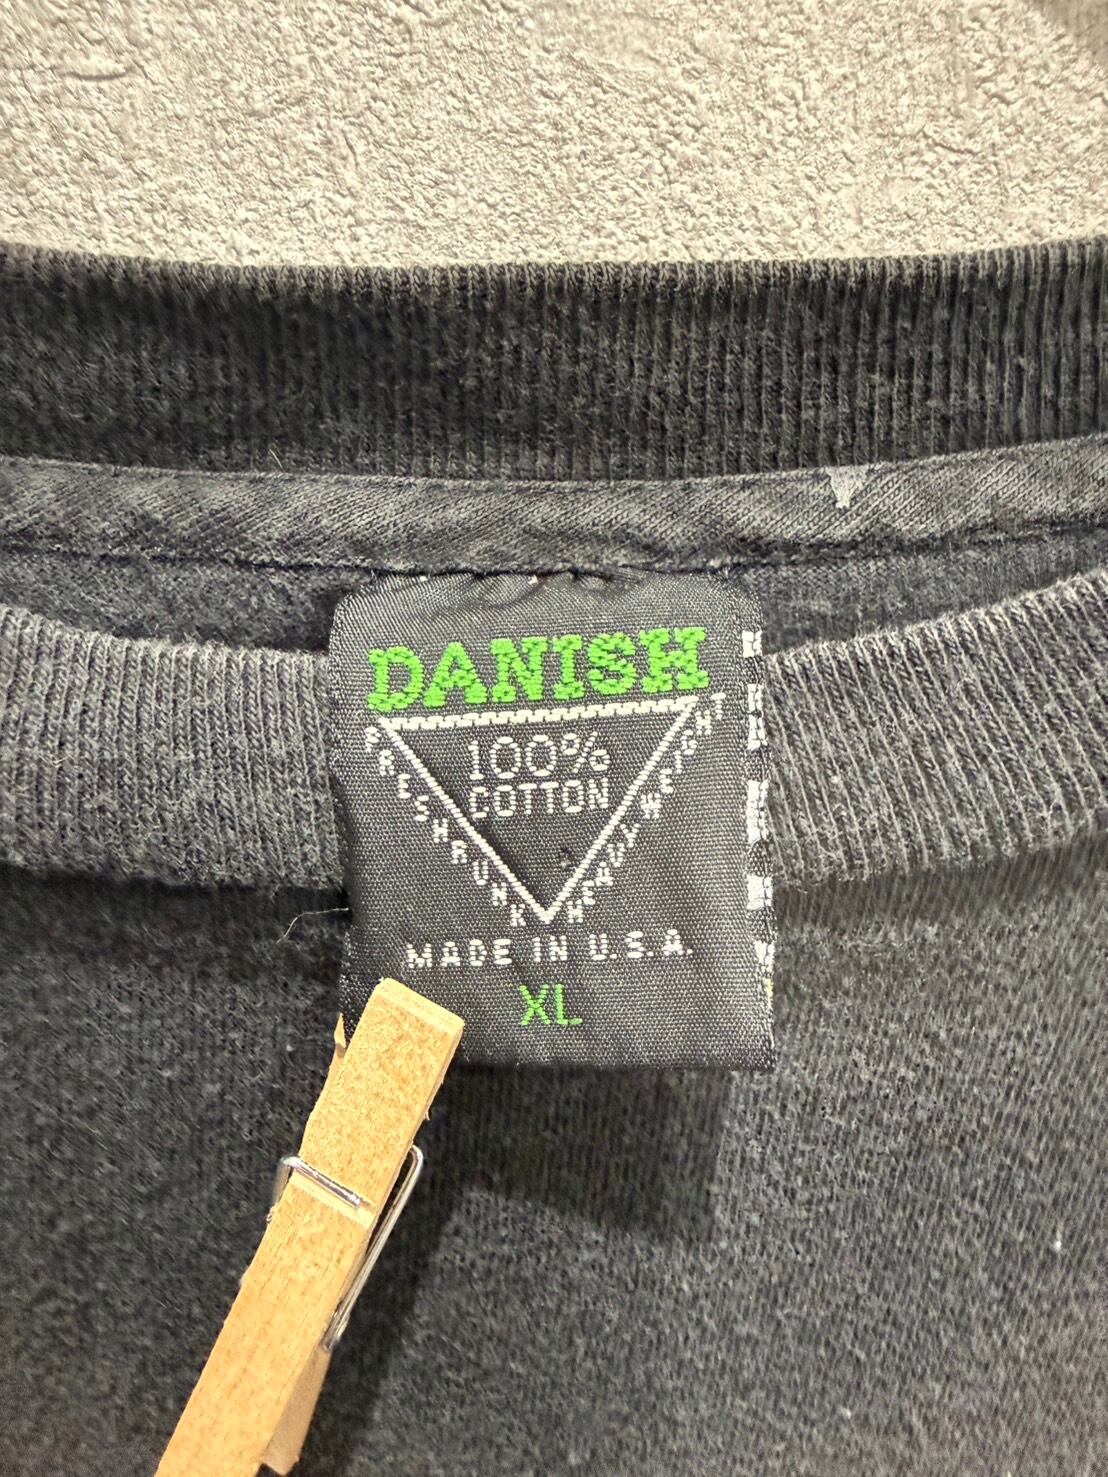 DANISH
100%
COTTON
PRESHRUNK
HEAVYWEIGHT
MADE IN U.S.A.
XL